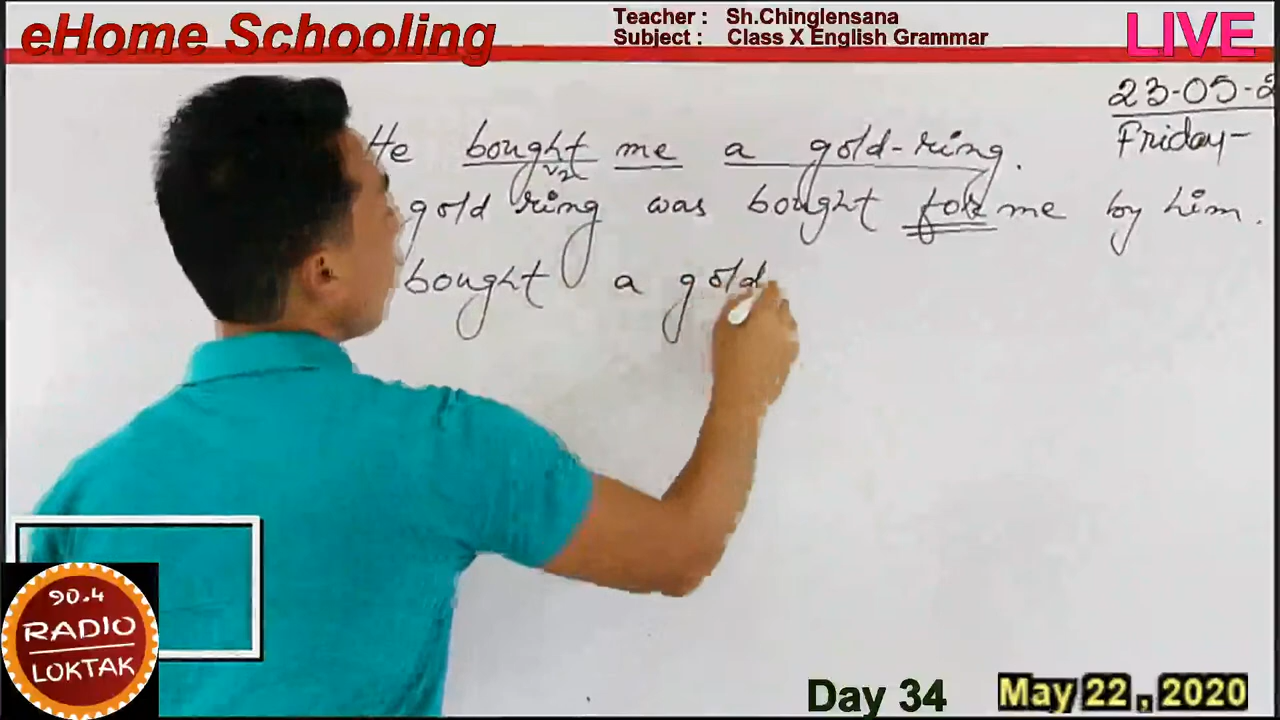 eHome Schooling
Teacher : Sh.Chinglensana
Subject : Class X English Grammar
LIVE
23-05-2
Friday-
He bought me a gold-ring.
v2
gold ring was bought for me by him.
bought a gold
90.4
RADIO
LOKTAK
Day 34
May 22 , 2020